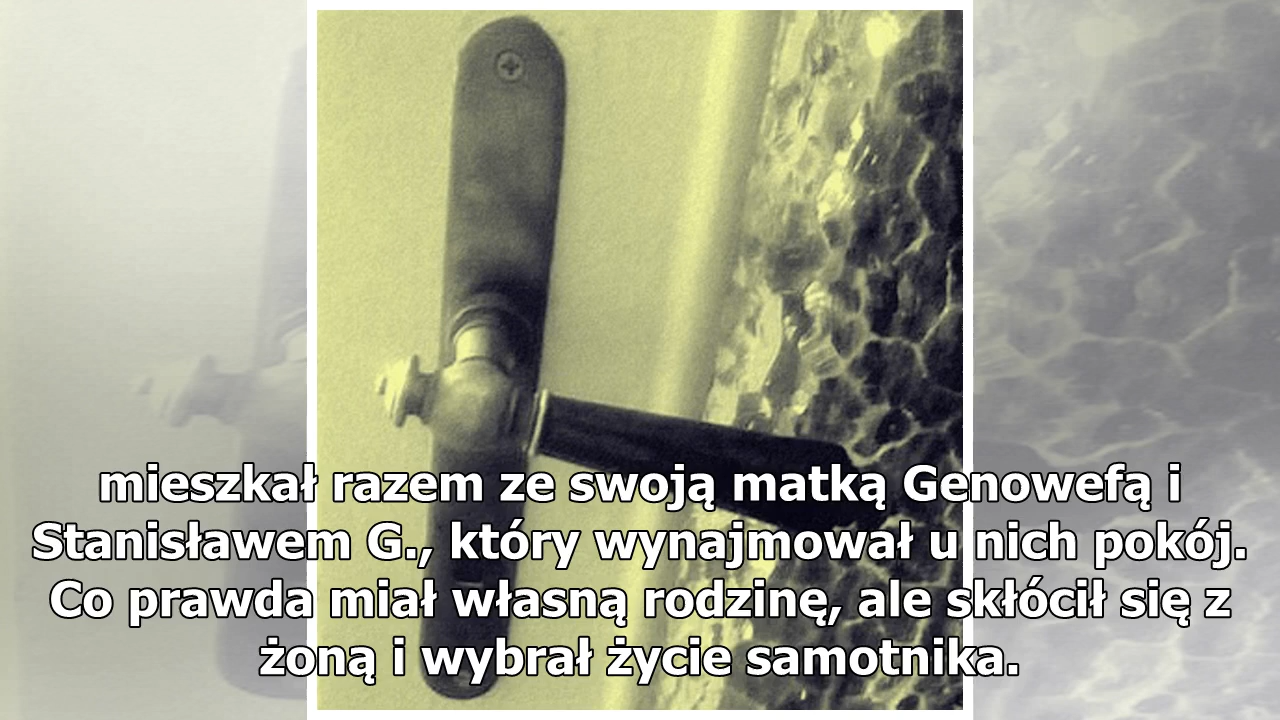 mieszkał razem ze swoją matką Genowefą i
Stanisławem G., który wynajmował u nich pokój.
Co prawda miał własną rodzinę, ale skłócił się z
żoną i wybrał życie samotnika.